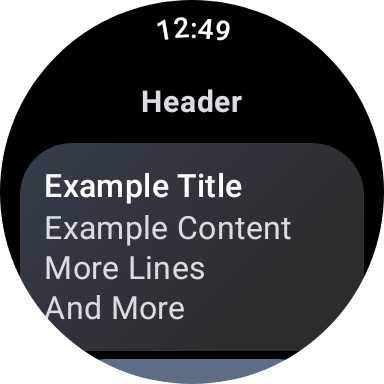 12:49
Header
Example Title
Example Content
More Lines
And More